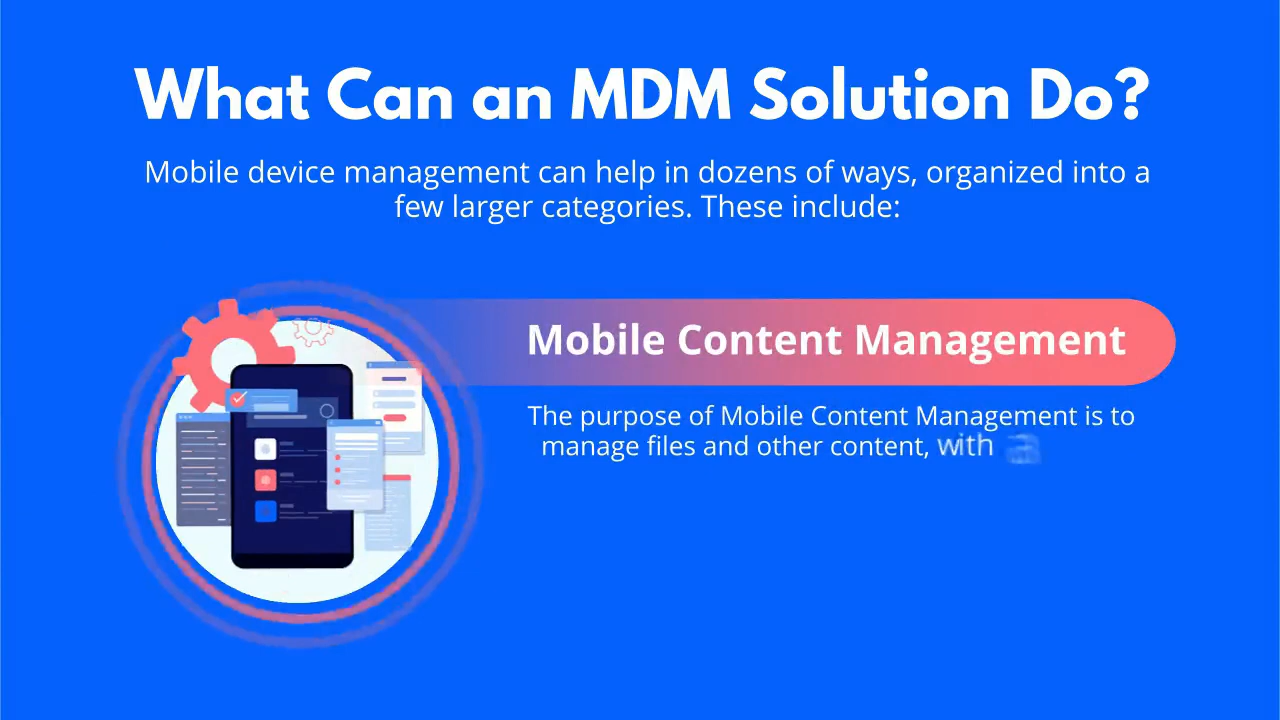 What Can an MDM Solution Do?
Mobile device management can help in dozens of ways, organized into a
few larger categories. These include:
Mobile Content Management
The purpose of Mobile Content Management is to
manage files and other content, with